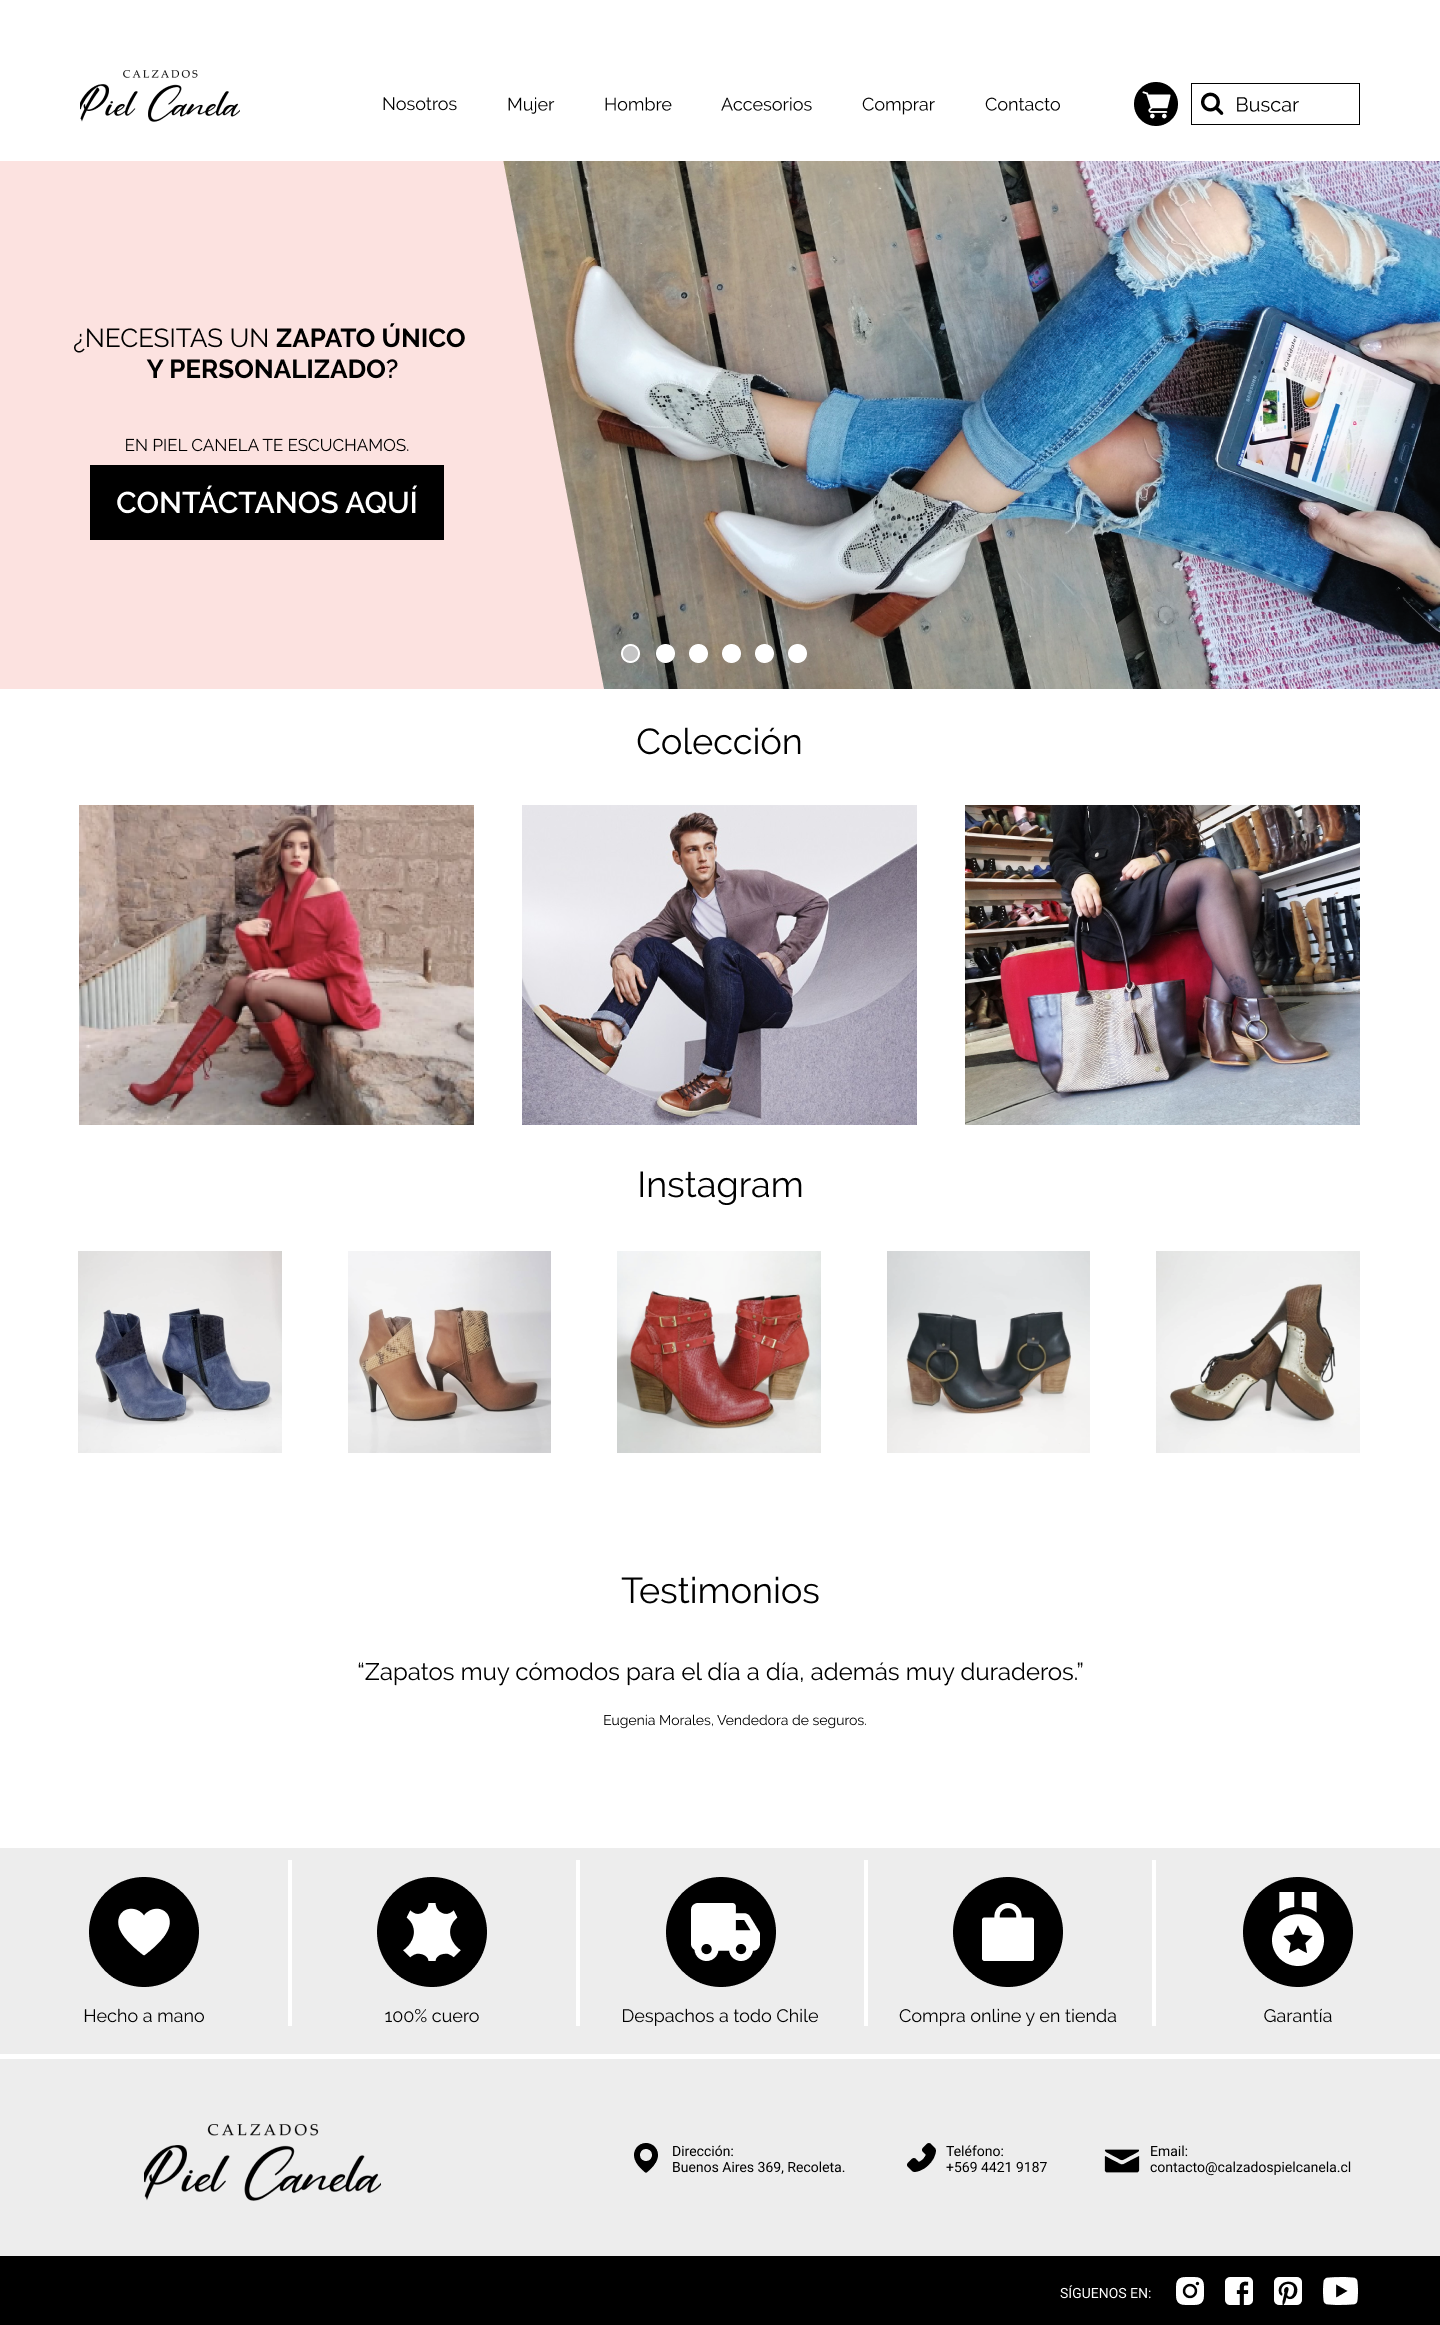 CALZADOS
Piel Canela
Nosotros
Mujer
Hombre
Accesorios
Comprar
Contacto
Buscar
¿NECESITAS UN ZAPATO ÚNICO
Y PERSONALIZADO?
EN PIEL CANELA TE ESCUCHAMOS.
CONTÁCTANOS AQUÍ
Colección
Instagram
Testimonios
“Zapatos muy cómodos para el día a día, además muy duraderos.”
Eugenia Morales, Vendedora de seguros.
Hecho a mano
100% cuero
Despachos a todo Chile
Compra online y en tienda
Garantía
CALZADOS
Piel Canela
Dirección:
Buenos Aires 369, Recoleta.
Teléfono:
+569 4421 9187
Email:
contacto@calzadospielcanela.cl
SÍGUENOS EN: